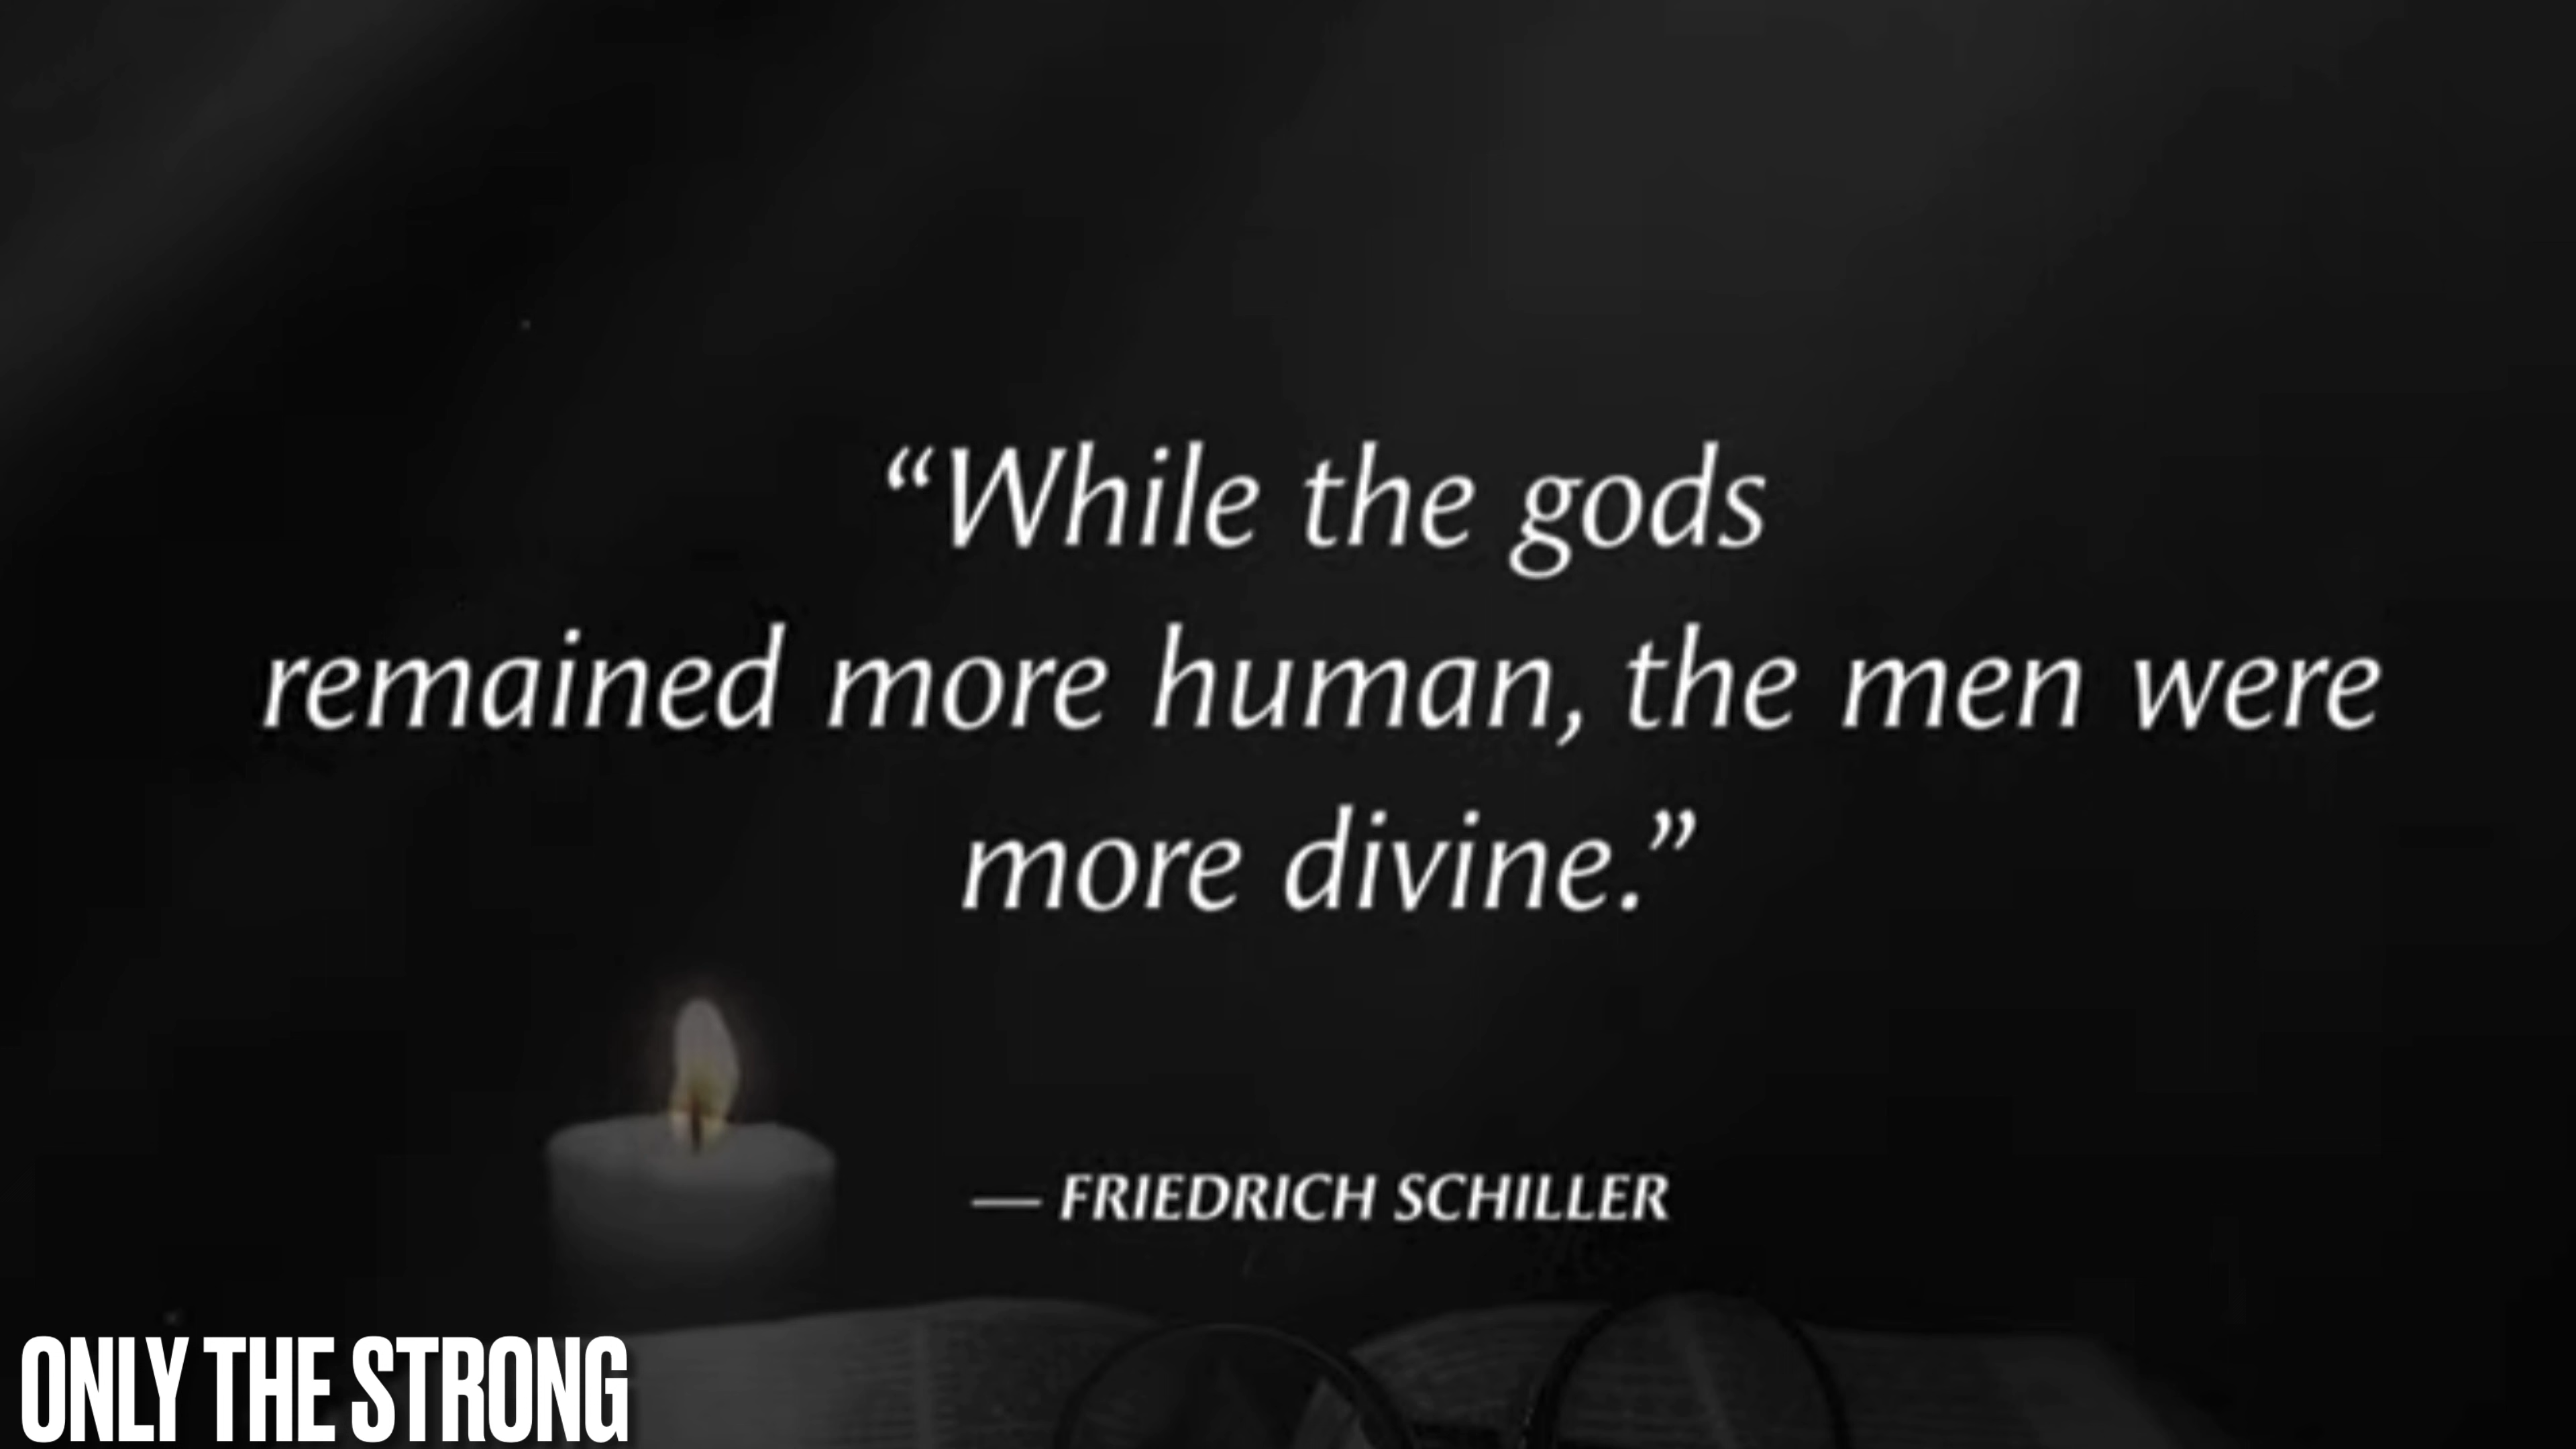 “While the gods
remained more human, the men were
more divine.”
— FRIEDRICH SCHILLER
ONLY THE STRONG